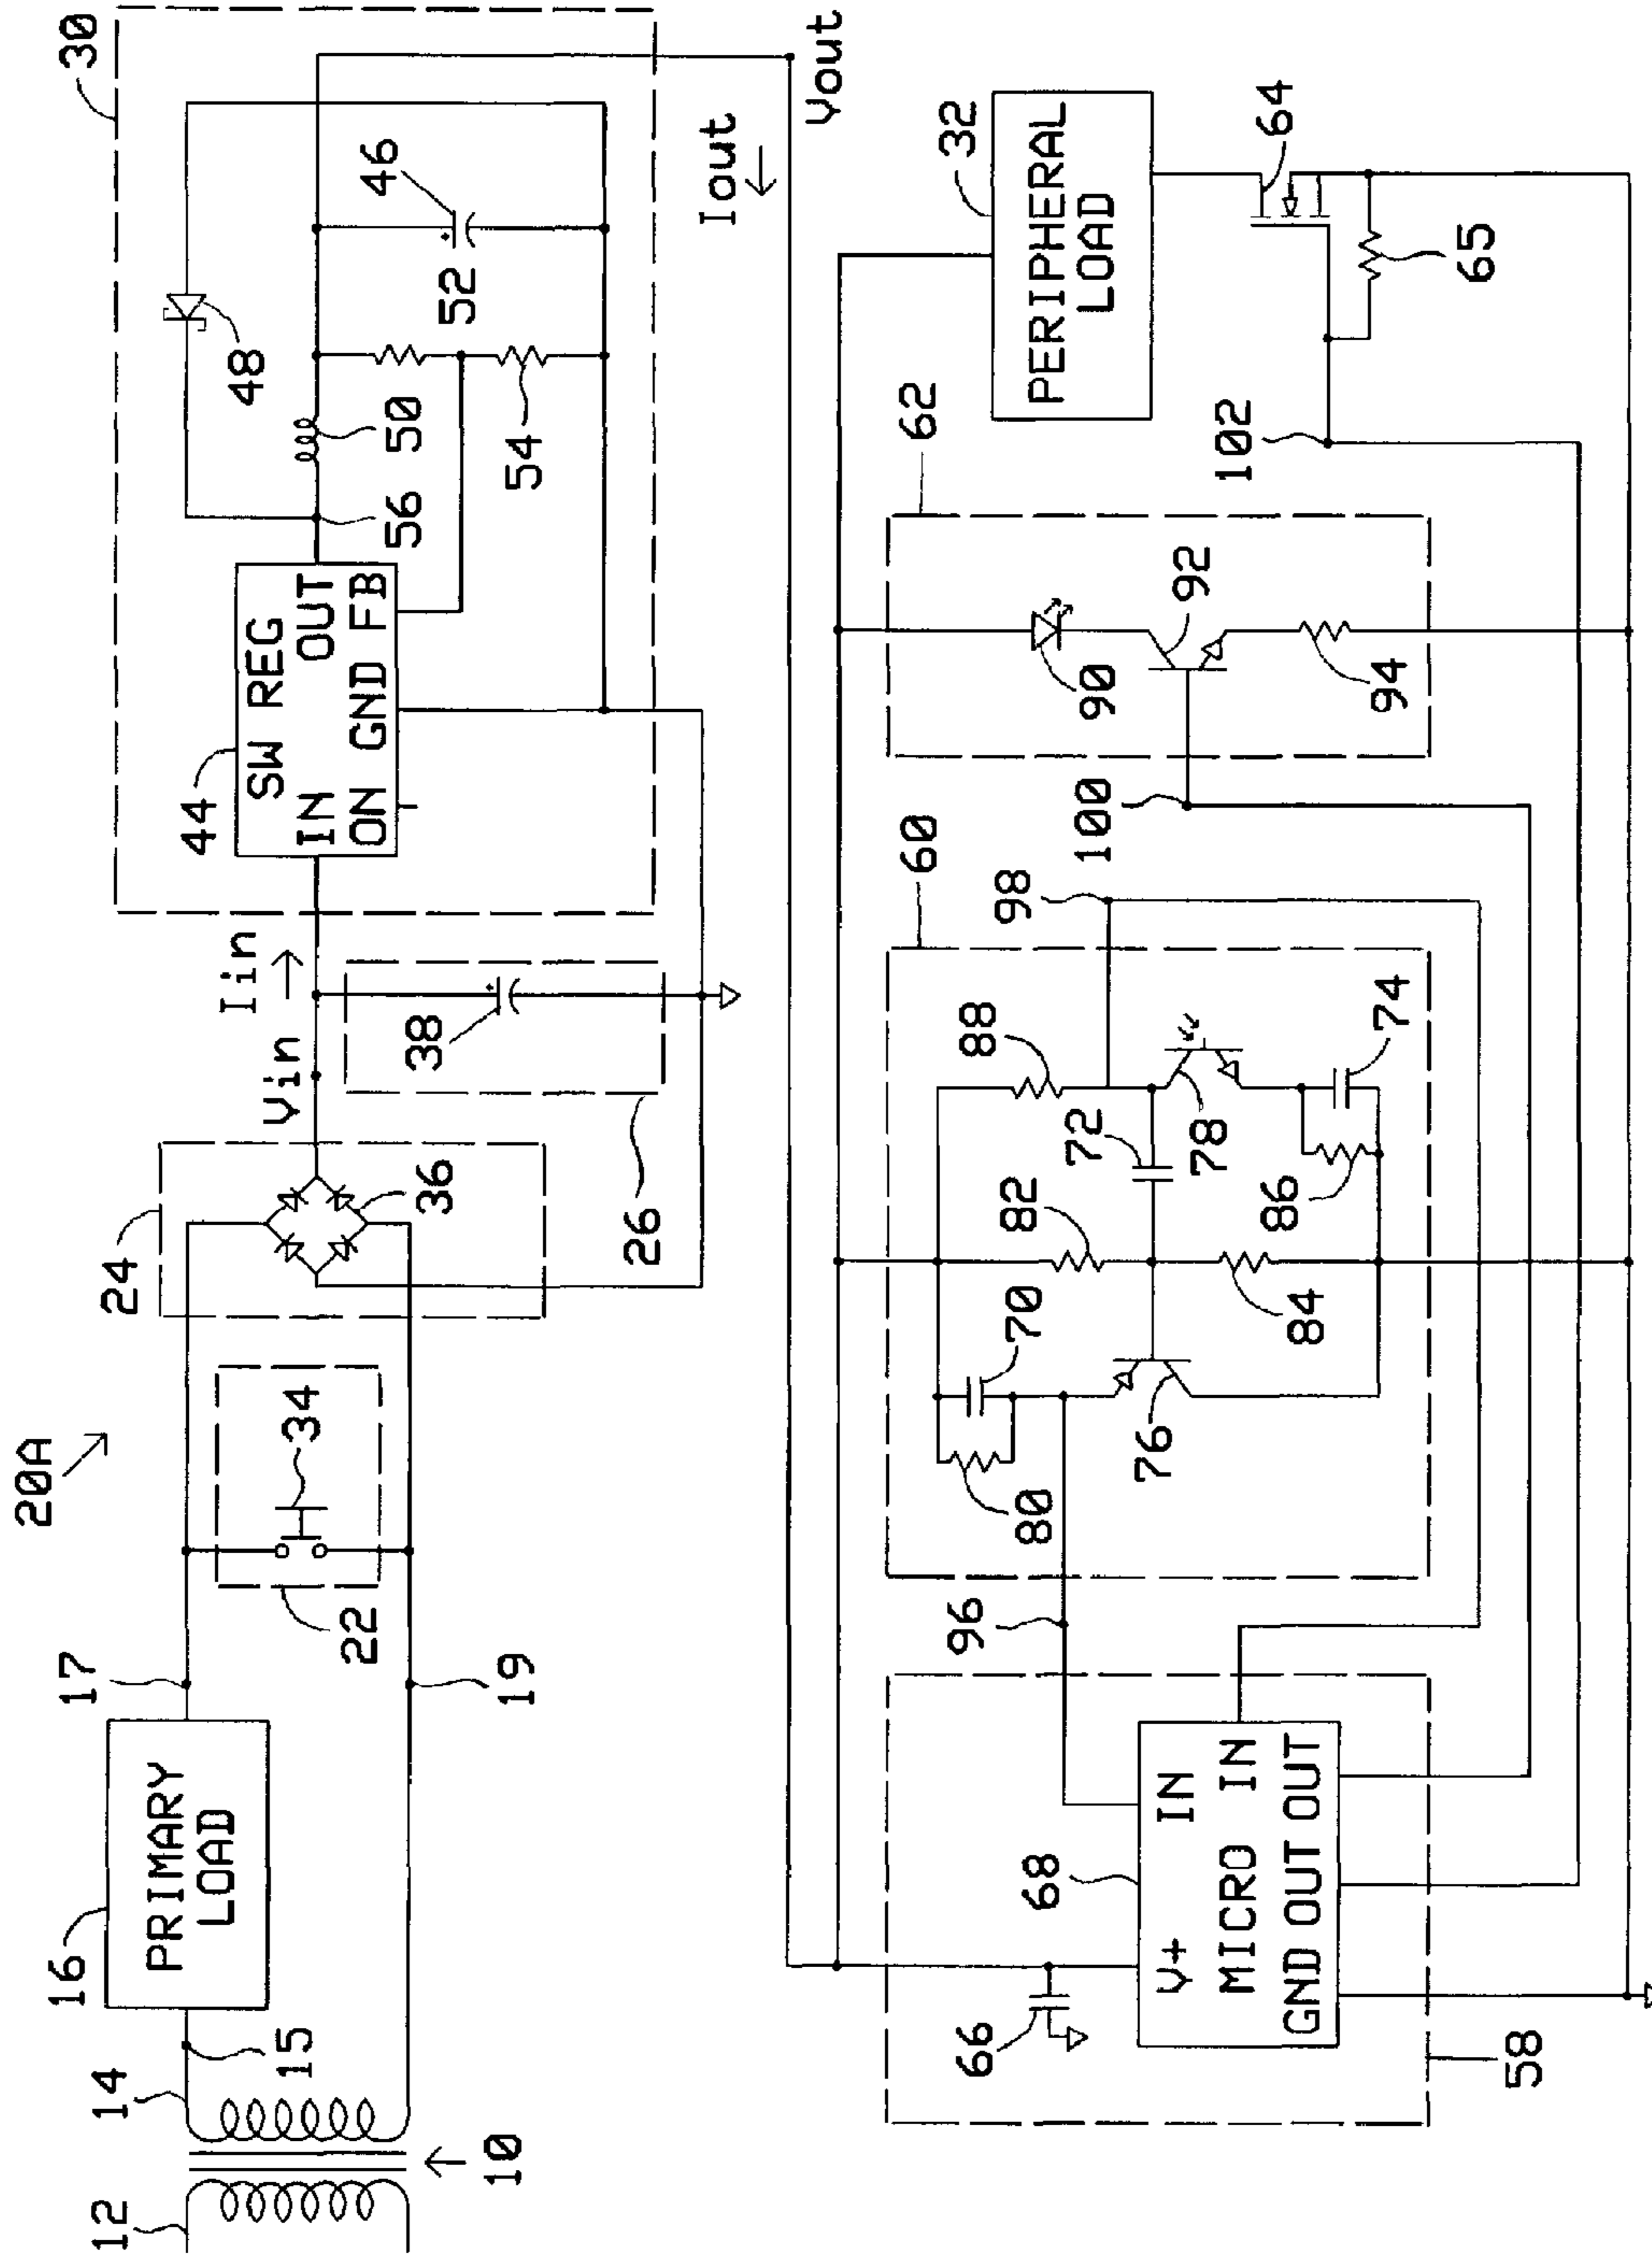 20A
12
14
10
15
16
PRIMARY
LOAD
17
19
22
34
24
36
Vin
Iin
26
38
30
44
SW REG
IN
OUT
ON GND FB
56
48
50
54
52
46
Iout
Vout
58
66
68
V+
IN
MICRO IN
GND OUT OUT
96
60
80
70
76
82
84
72
88
78
86
74
98
100
62
90
92
94
102
32
PERIPHERAL
LOAD
64
65